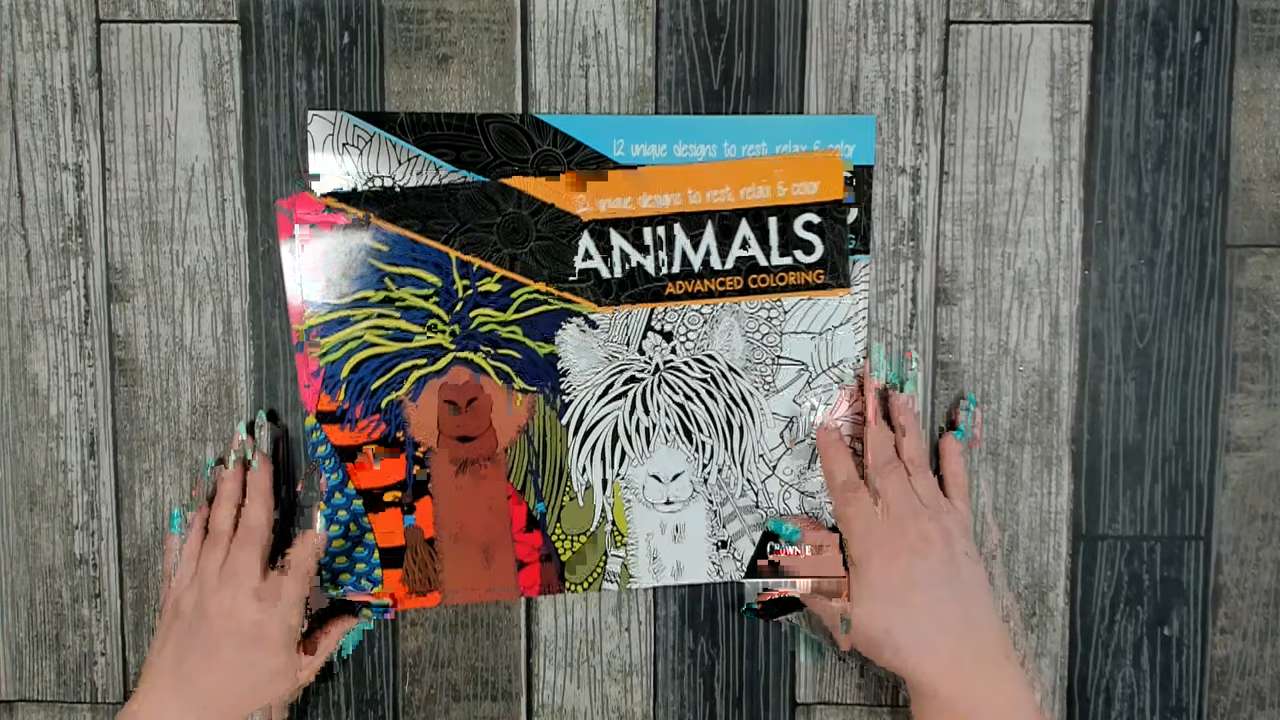 12 unique designs to rest, relax & color
12 unique, designs to rest, relax & color
ANIMALS
ADVANCED COLORING
G